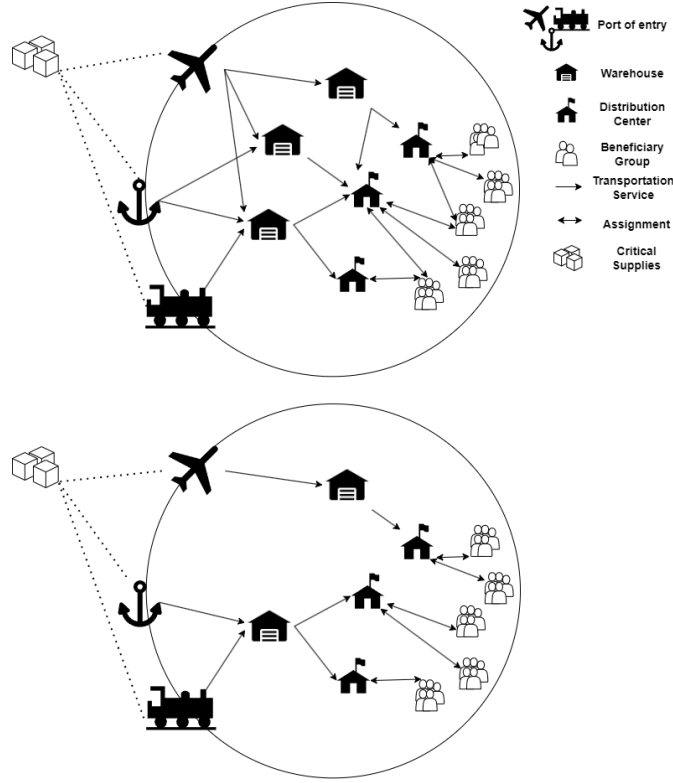 Port of entry
Warehouse
Distribution
Center
Beneficiary
Group
Transportation
Service
Assignment
Critical
Supplies